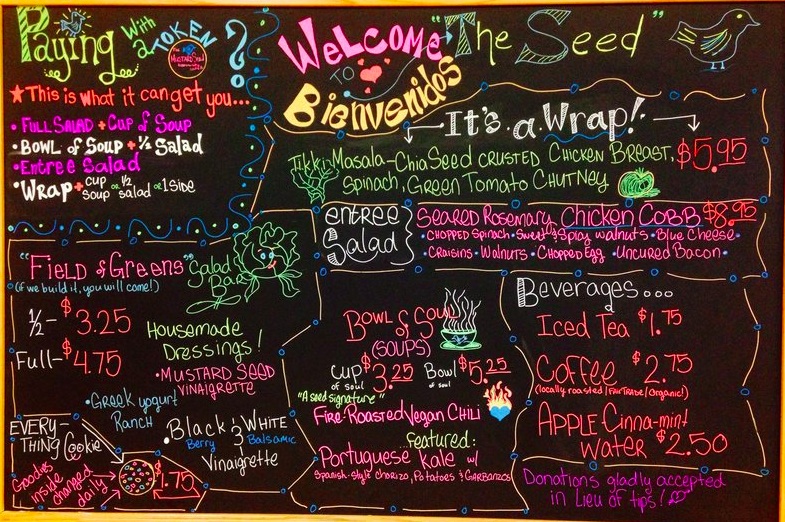 Paying With a TOKEN ?
THE MUSTARD SEED
★This is what it can get you...
• FULL SALAD + CUP of SOUP
• BOWL of SOUP + ½ SALAD
• Entree Salad
• WRAP + cup soup or ½ salad or 1 side
WELCOME TO Bienvenidos
"THE SEED"
It's a Wrap!
Tikki-Masala-Chia Seed crusted Chicken Breast, $5.95
Spinach, Green Tomato Chutney
entree Salad
Seared Rosemary Chicken COBB $8.95
• Chopped Spinach • Sweet & Spicy walnuts • Blue Cheese •
Craisins • Walnuts • Chopped Egg • Uncured Bacon •
"Field of Greens" Salad Bar
(if we build it, you will come!)
½- $3.25
Full- $4.75
Housemade Dressings!
• MUSTARD SEED VINAIGRETTE
• Greek yogurt Ranch
• Black & White
Berry Balsamic
Vinaigrette
EVERY-THING Cookie
Goodies inside changed daily
$1.75
Bowl of Soul
(SOUPS)
CUP of soul $3.25 Bowl of soul $5.25
"A seed signature"
Fire-Roasted Vegan Chili
featured:
Portuguese Kale w/
Spanish-style chorizo, Potatoes & Garbanzos
Beverages...
Iced Tea $1.75
Coffee $2.75
(locally roasted/FairTrade/Organic!)
APPLE Cinna-mint water $2.50
Donations gladly accepted
in Lieu of tips!